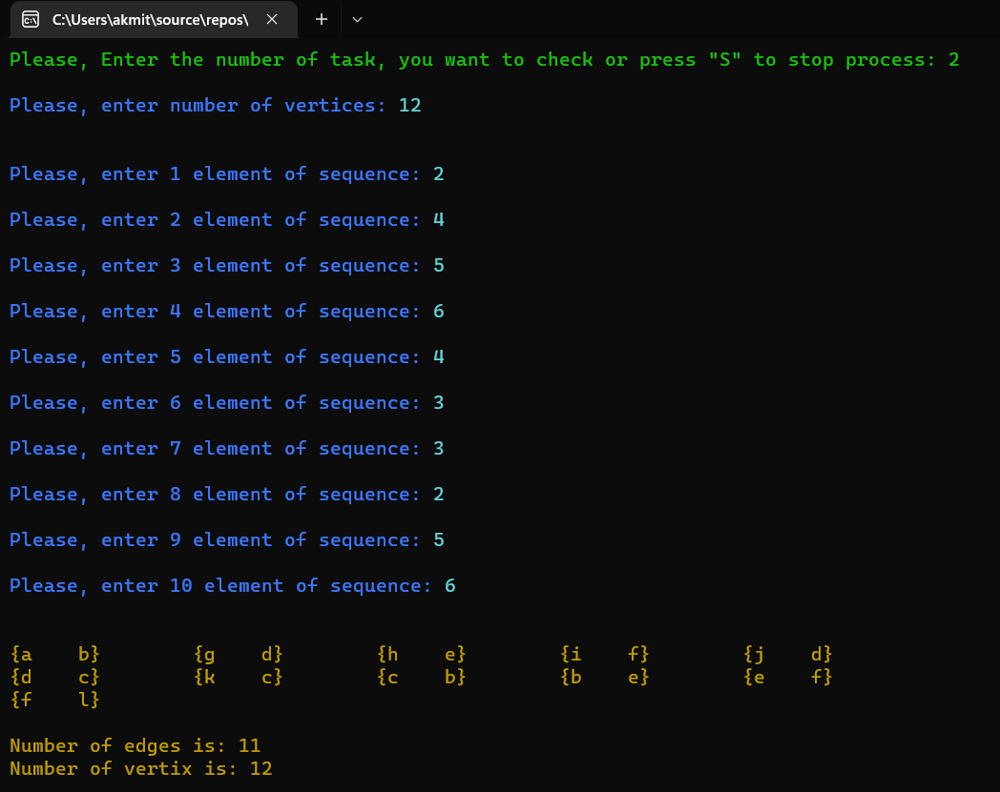 C:\Users\akmit\source\repos\
Please, Enter the number of task, you want to check or press "S" to stop process: 2
Please, enter number of vertices: 12
Please, enter 1 element of sequence: 2
Please, enter 2 element of sequence: 4
Please, enter 3 element of sequence: 5
Please, enter 4 element of sequence: 6
Please, enter 5 element of sequence: 4
Please, enter 6 element of sequence: 3
Please, enter 7 element of sequence: 3
Please, enter 8 element of sequence: 2
Please, enter 9 element of sequence: 5
Please, enter 10 element of sequence: 6
{a    b}        {g    d}        {h    e}        {i    f}        {j    d}
{d    c}        {k    c}        {c    b}        {b    e}        {e    f}
{f    l}
Number of edges is: 11
Number of vertix is: 12